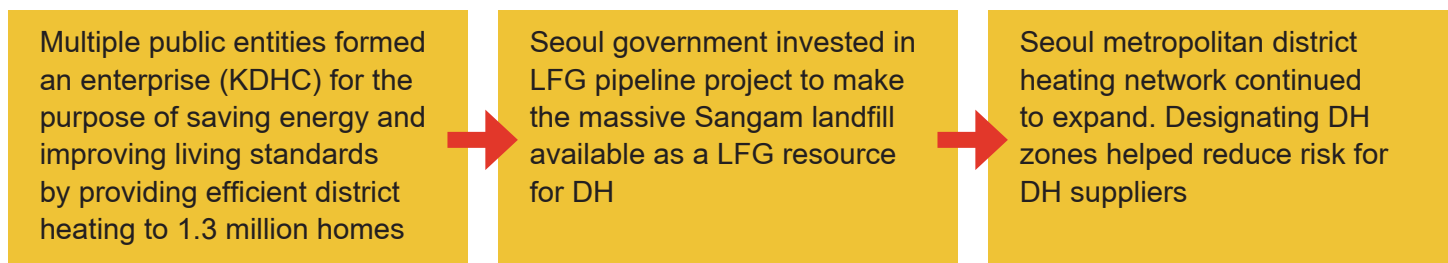 Multiple public entities formed
an enterprise (KDHC) for the
purpose of saving energy and
improving living standards
by providing efficient district
heating to 1.3 million homes
Seoul government invested in
LFG pipeline project to make
the massive Sangam landfill
available as a LFG resource
for DH
Seoul metropolitan district
heating network continued
to expand. Designating DH
zones helped reduce risk for
DH suppliers